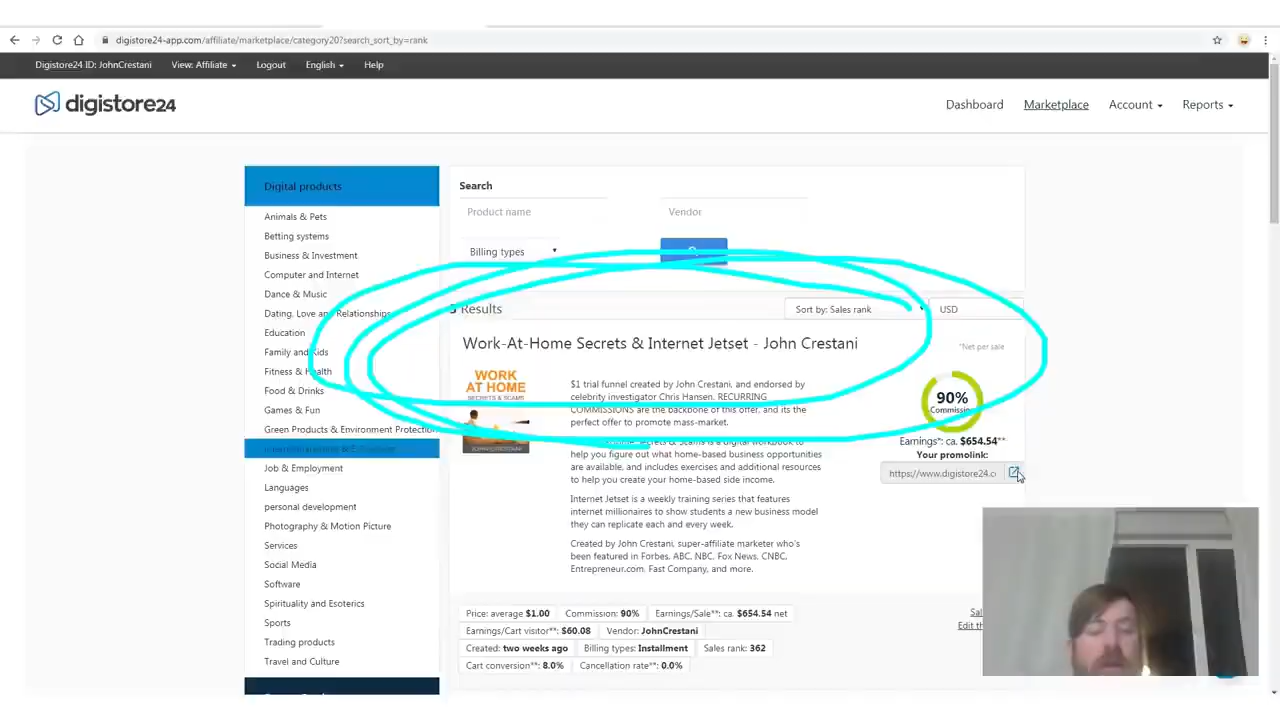 digistore24-app.com/affiliate/marketplace/category20?search_sort_by=rank
Digistore24 ID: JohnCrestani View: Affiliate Logout English Help
digistore24 Dashboard Marketplace Account Reports
Digital products
Animals & Pets
Betting systems
Business & Investment
Computer and Internet
Dance & Music
Dating, Love and Relationships
Education
Family and Kids
Fitness & Health
Food & Drinks
Games & Fun
Green Products & Environment Protection
Job & Employment
Languages
personal development
Photography & Motion Picture
Services
Social Media
Software
Spirituality and Esoterics
Sports
Trading products
Travel and Culture
Search
Product name Vendor
Billing types
Results Sort by: Sales rank USD
Work-At-Home Secrets & Internet Jetset - John Crestani
*Net per sale
WORK
AT HOME
SECRETS & SCAMS
$1 trial funnel created by John Crestani, and endorsed by
celebrity investigator Chris Hansen. RECURRING
COMMISSIONS are the backbone of this offer, and its the
perfect offer to promote mass-market.
Secrets & Scams is a digital workbook to
help you figure out what home-based business opportunities
are available, and includes exercises and additional resources
to help you create your home-based side income.
Internet Jetset is a weekly training series that features
internet millionaires to show students a new business model
they can replicate each and every week.
Created by John Crestani, super-affiliate marketer who's
been featured in Forbes, ABC, NBC, Fox News, CNBC,
Entrepreneur.com, Fast Company, and more.
90%
Commission
Earnings*: ca. $654.54**
Your promolink:
https://www.digistore24.c
Price: average $1.00 Commission: 90% Earnings/Sale**: ca. $654.54 net
Earnings/Cart visitor**: $60.08 Vendor: JohnCrestani
Created: two weeks ago Billing types: Installment Sales rank: 362
Cart conversion**: 8.0% Cancellation rate**: 0.0%
Edit th